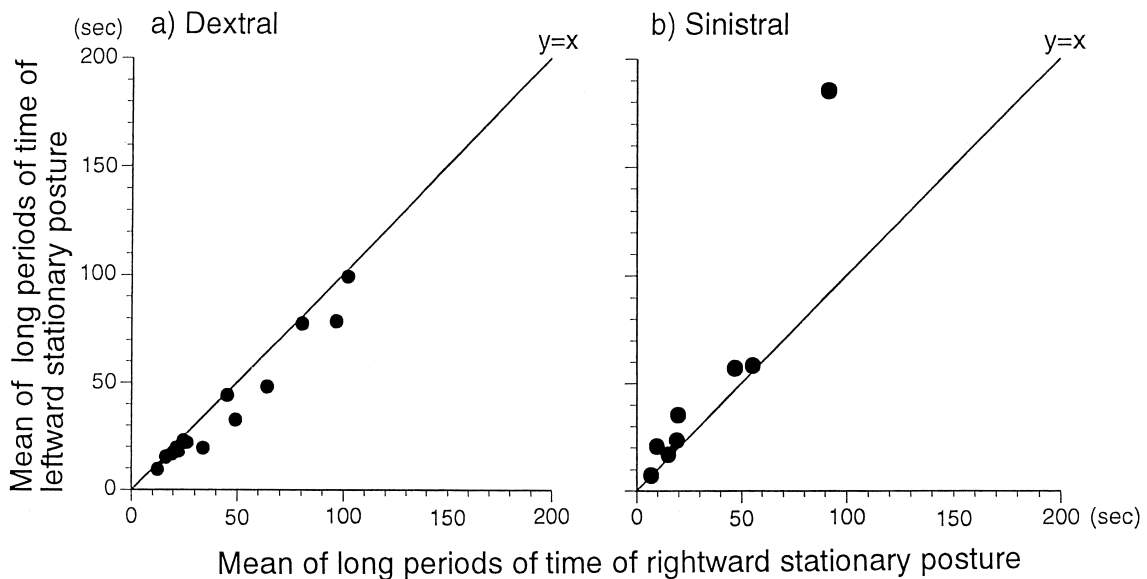 (sec) a) Dextral
y=x
b) Sinistral
y=x
Mean of long periods of time of
leftward stationary posture
200
150
100
50
0
0 50 100 150 200
0 50 100 150 200 (sec)
Mean of long periods of time of rightward stationary posture